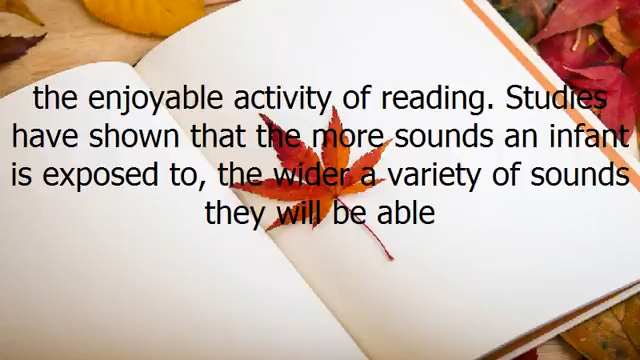 the enjoyable activity of reading. Studies
have shown that the more sounds an infant
is exposed to, the wider a variety of sounds
they will be able